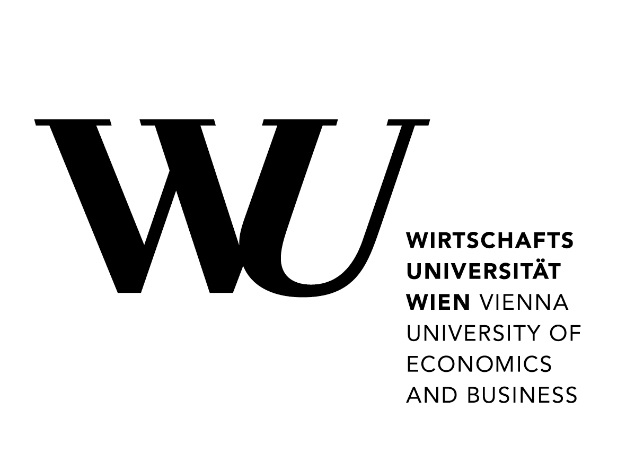 WU
WIRTSCHAFTS
UNIVERSITÄT
WIEN VIENNA
UNIVERSITY OF
ECONOMICS
AND BUSINESS